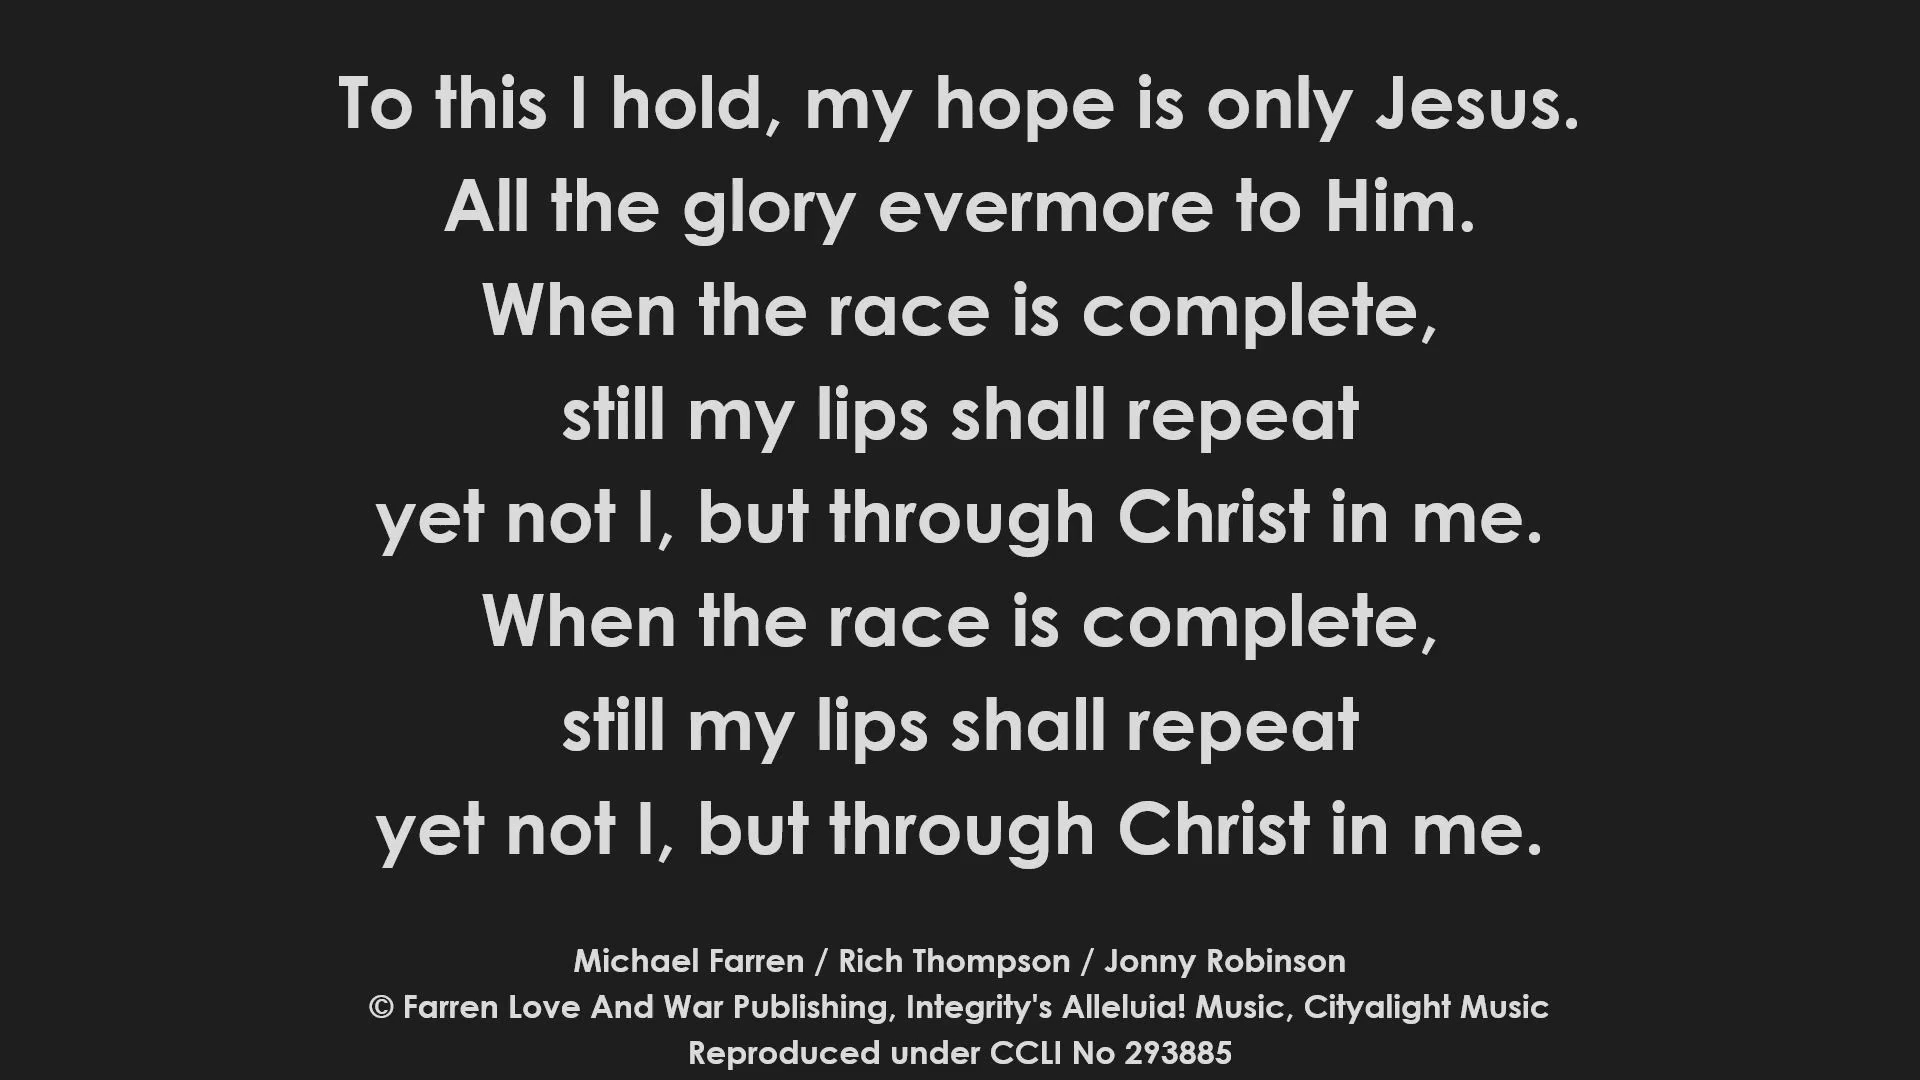 To this I hold, my hope is only Jesus.
All the glory evermore to Him.
When the race is complete,
still my lips shall repeat
yet not I, but through Christ in me.
When the race is complete,
still my lips shall repeat
yet not I, but through Christ in me.
Michael Farren / Rich Thompson / Jonny Robinson
© Farren Love And War Publishing, Integrity's Alleluia! Music, Cityalight Music
Reproduced under CCLI No 293885